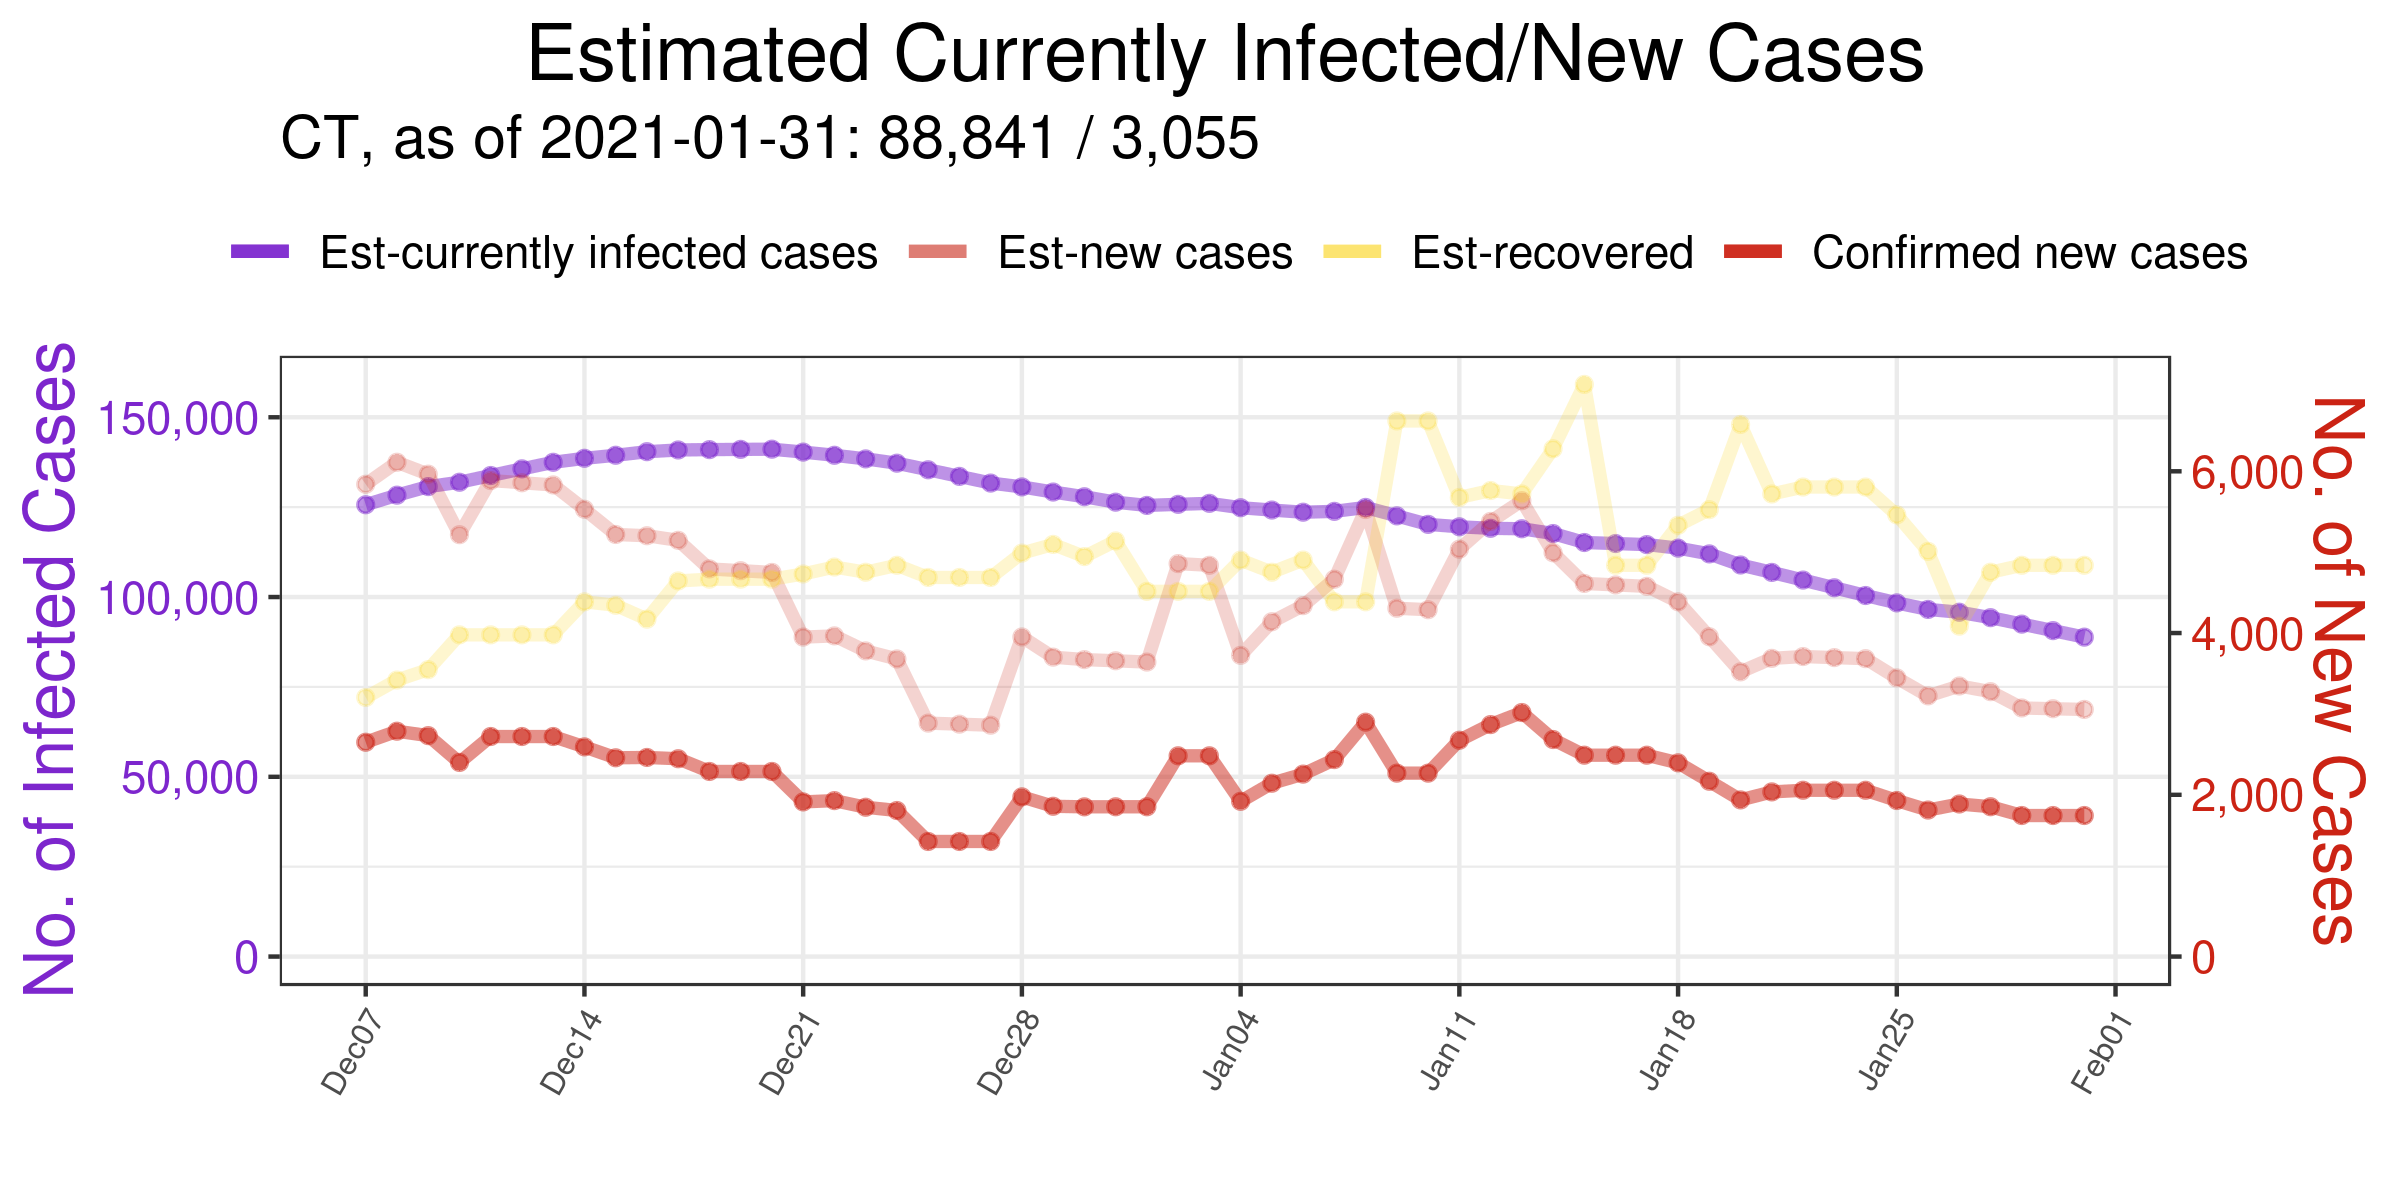 Estimated Currently Infected/New Cases
CT, as of 2021-01-31: 88,841 / 3,055
Est-currently infected cases Est-new cases Est-recovered Confirmed new cases
No. of Infected Cases
150,000
100,000
50,000
0
6,000
4,000
2,000
0
No. of New Cases
Dec07 Dec14 Dec21 Dec28 Jan04 Jan11 Jan18 Jan25 Feb01